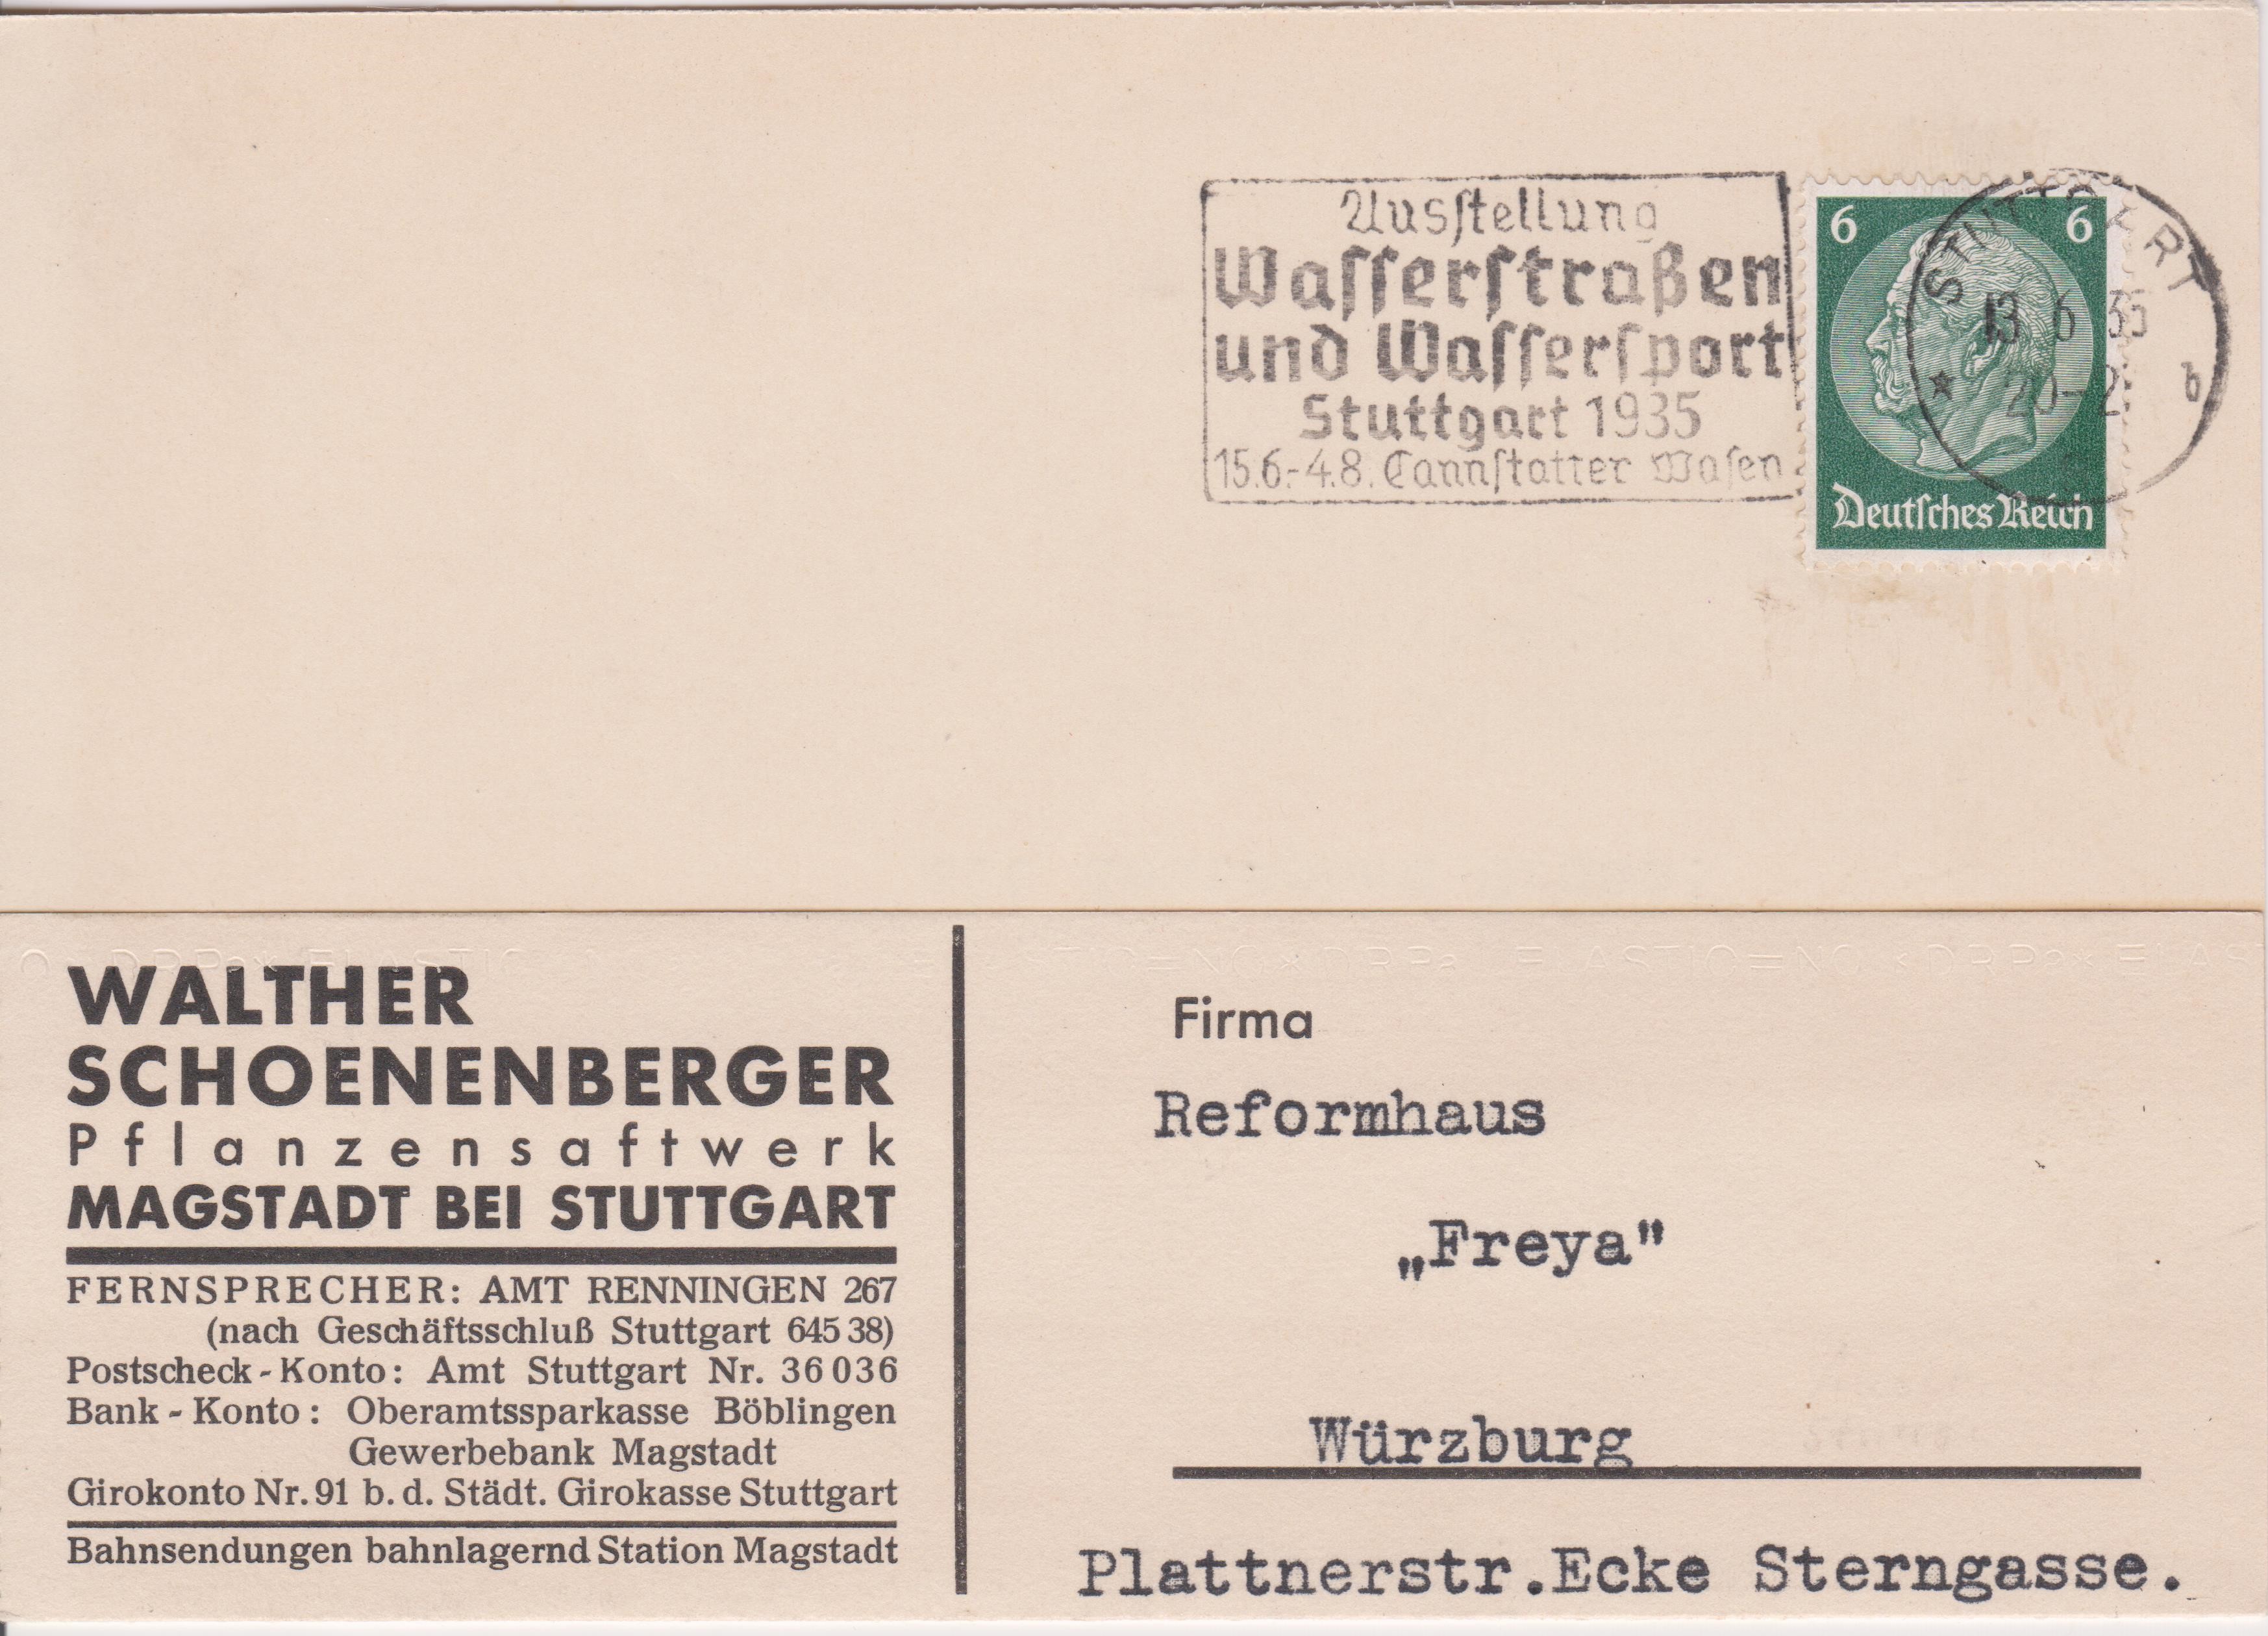 Ausstellung
Wasserstraßen
und Wassersport
Stuttgart 1935
15.6.-4.8. Cannstatter Wasen
6 6
Deutsches Reich
STUTTGART
13 6 35
20-2
* b
WALTHER
SCHOENENBERGER
Pflanzensaftwerk
MAGSTADT BEI STUTTGART
FERNSPRECHER: AMT RENNINGEN 267
(nach Geschäftsschluß Stuttgart 645 38)
Postscheck-Konto: Amt Stuttgart Nr. 36 036
Bank-Konto: Oberamtssparkasse Böblingen
Gewerbebank Magstadt
Girokonto Nr. 91 b. d. Städt. Girokasse Stuttgart
Bahnsendungen bahnlagernd Station Magstadt
Firma
Reformhaus
„Freya"
Würzburg
Plattnerstr.Ecke Sterngasse.